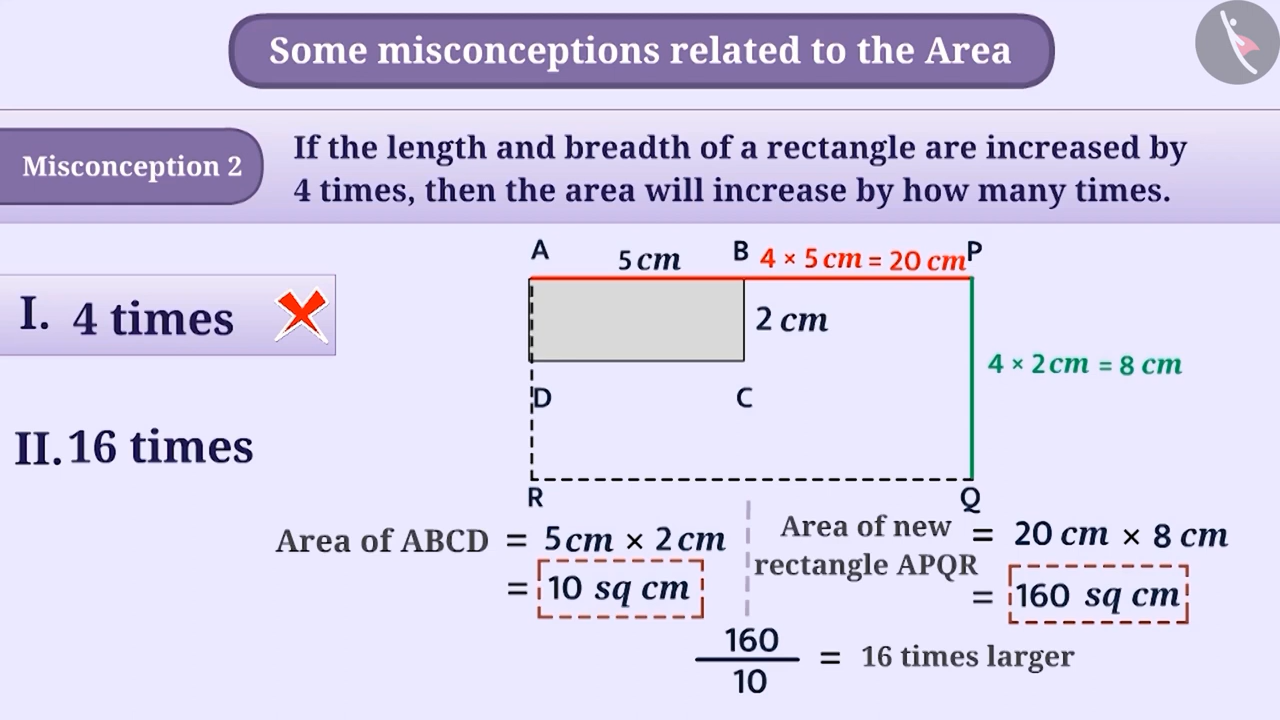 Some misconceptions related to the Area
Misconception 2
If the length and breadth of a rectangle are increased by
4 times, then the area will increase by how many times.
I. 4 times
II. 16 times
A 5 cm B 4 × 5 cm = 20 cm P
2 cm
4 × 2 cm = 8 cm
D C
R Q
Area of ABCD = 5 cm × 2 cm
= 10 sq cm
Area of new
rectangle APQR
= 20 cm × 8 cm
= 160 sq cm
160
10
= 16 times larger